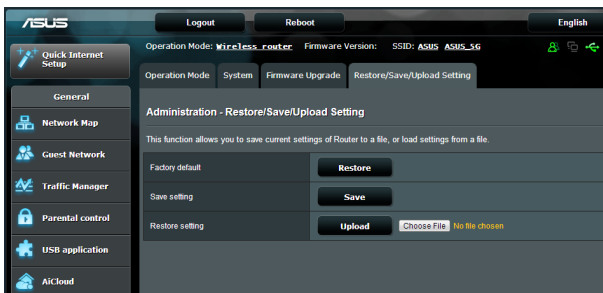 ASUS Logout Reboot English
Quick Internet Setup
Operation Mode: Wireless router Firmware Version: SSID: ASUS ASUS_5G
Operation Mode System Firmware Upgrade Restore/Save/Upload Setting
General
Network Map
Guest Network
Traffic Manager
Parental control
USB application
AiCloud
Administration - Restore/Save/Upload Setting
This function allows you to save current settings of Router to a file, or load settings from a file.
Factory default Restore
Save setting Save
Restore setting Upload Choose File No file chosen